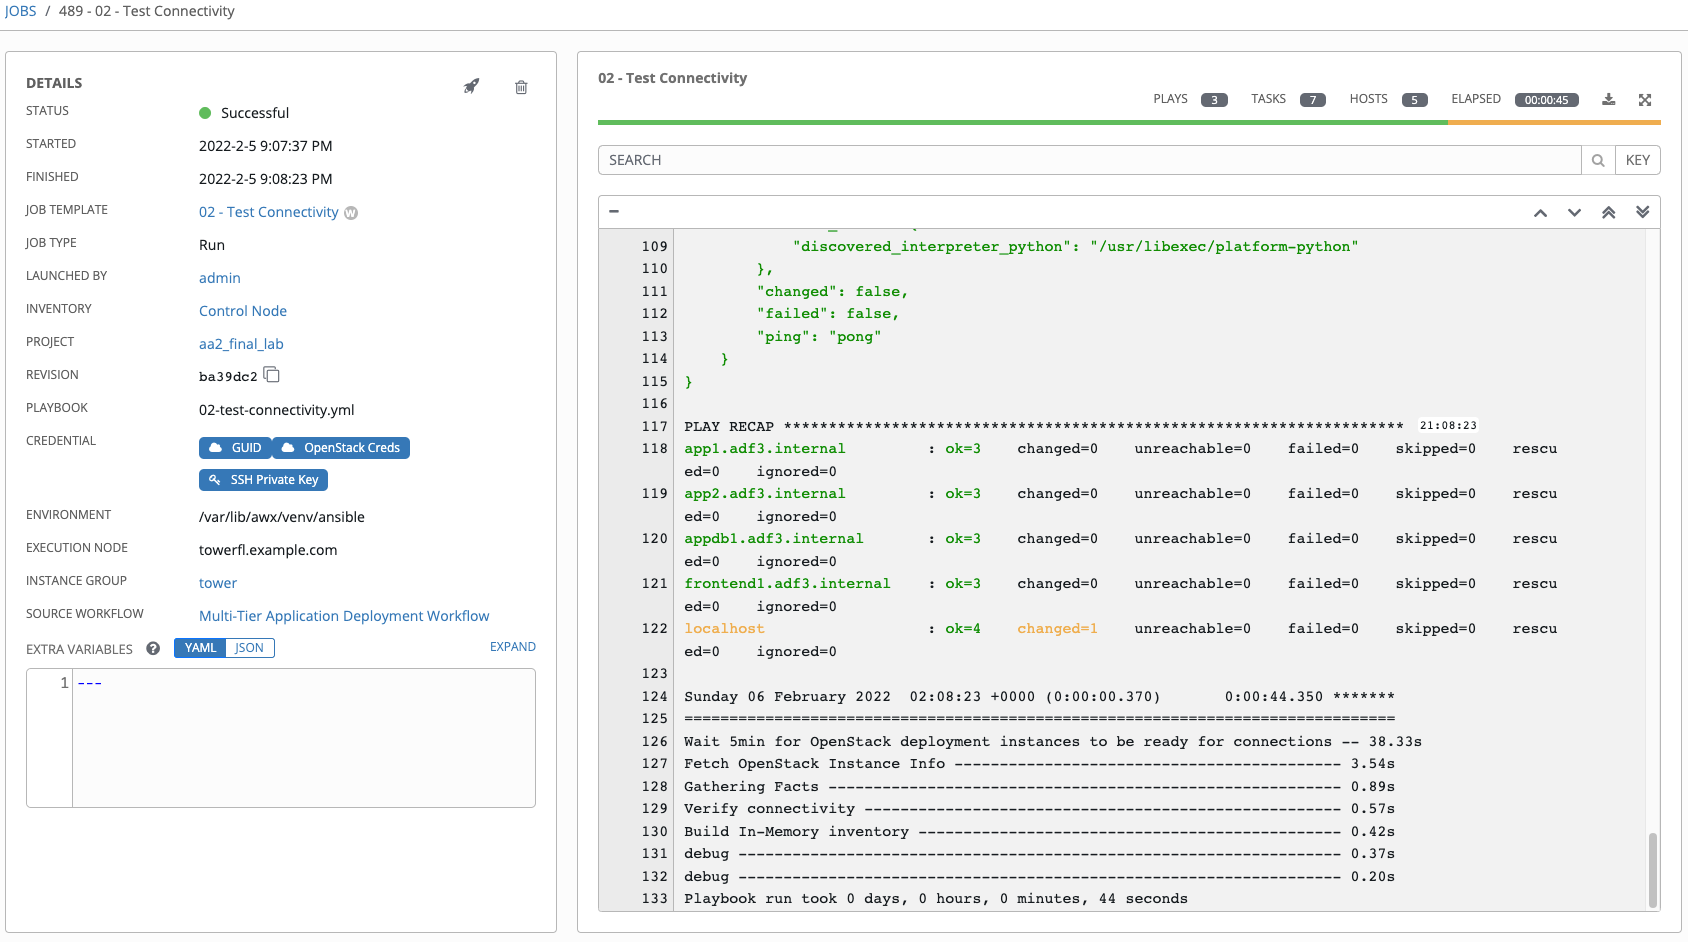 JOBS / 489 - 02 - Test Connectivity
DETAILS
STATUS Successful
STARTED 2022-2-5 9:07:37 PM
FINISHED 2022-2-5 9:08:23 PM
JOB TEMPLATE 02 - Test Connectivity W
JOB TYPE Run
LAUNCHED BY admin
INVENTORY Control Node
PROJECT aa2_final_lab
REVISION ba39dc2
PLAYBOOK 02-test-connectivity.yml
CREDENTIAL GUID OpenStack Creds
SSH Private Key
ENVIRONMENT /var/lib/awx/venv/ansible
EXECUTION NODE towerfl.example.com
INSTANCE GROUP tower
SOURCE WORKFLOW Multi-Tier Application Deployment Workflow
EXTRA VARIABLES ? YAML JSON EXPAND
1 ---
02 - Test Connectivity
PLAYS 3 TASKS 7 HOSTS 5 ELAPSED 00:00:45
SEARCH KEY
109 "discovered_interpreter_python": "/usr/libexec/platform-python"
110 },
111 "changed": false,
112 "failed": false,
113 "ping": "pong"
114 }
115 }
116
117 PLAY RECAP ********************************************************************* 21:08:23
118 app1.adf3.internal : ok=3 changed=0 unreachable=0 failed=0 skipped=0 rescu
ed=0 ignored=0
119 app2.adf3.internal : ok=3 changed=0 unreachable=0 failed=0 skipped=0 rescu
ed=0 ignored=0
120 appdb1.adf3.internal : ok=3 changed=0 unreachable=0 failed=0 skipped=0 rescu
ed=0 ignored=0
121 frontend1.adf3.internal : ok=3 changed=0 unreachable=0 failed=0 skipped=0 rescu
ed=0 ignored=0
122 localhost : ok=4 changed=1 unreachable=0 failed=0 skipped=0 rescu
ed=0 ignored=0
123
124 Sunday 06 February 2022 02:08:23 +0000 (0:00:00.370) 0:00:44.350 *******
125 ===============================================================================
126 Wait 5min for OpenStack deployment instances to be ready for connections -- 38.33s
127 Fetch OpenStack Instance Info ------------------------------------------- 3.54s
128 Gathering Facts --------------------------------------------------------- 0.89s
129 Verify connectivity ----------------------------------------------------- 0.57s
130 Build In-Memory inventory ----------------------------------------------- 0.42s
131 debug ------------------------------------------------------------------- 0.37s
132 debug ------------------------------------------------------------------- 0.20s
133 Playbook run took 0 days, 0 hours, 0 minutes, 44 seconds